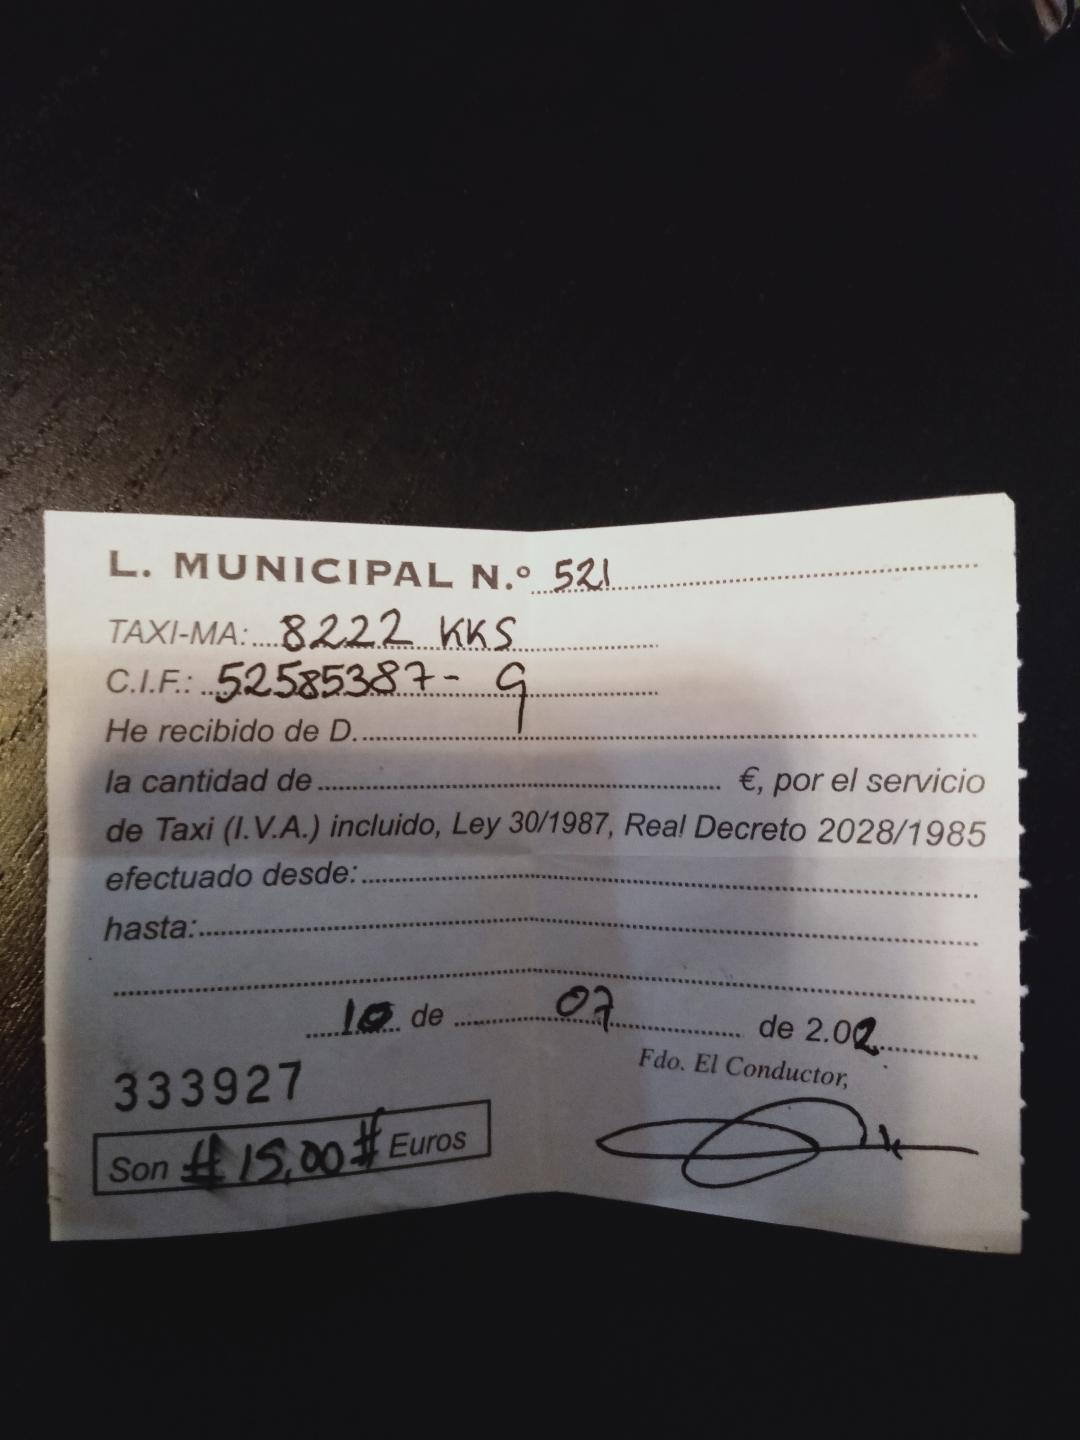 L. MUNICIPAL N.º 521
TAXI-MA: 8222 KKS
C.I.F.: 52585387- G
He recibido de D.
la cantidad de €, por el servicio
de Taxi (I.V.A.) incluido, Ley 30/1987, Real Decreto 2028/1985
efectuado desde:
hasta:
10 de 07 de 2.02
Fdo. El Conductor,
333927
Son # 15,00 # Euros